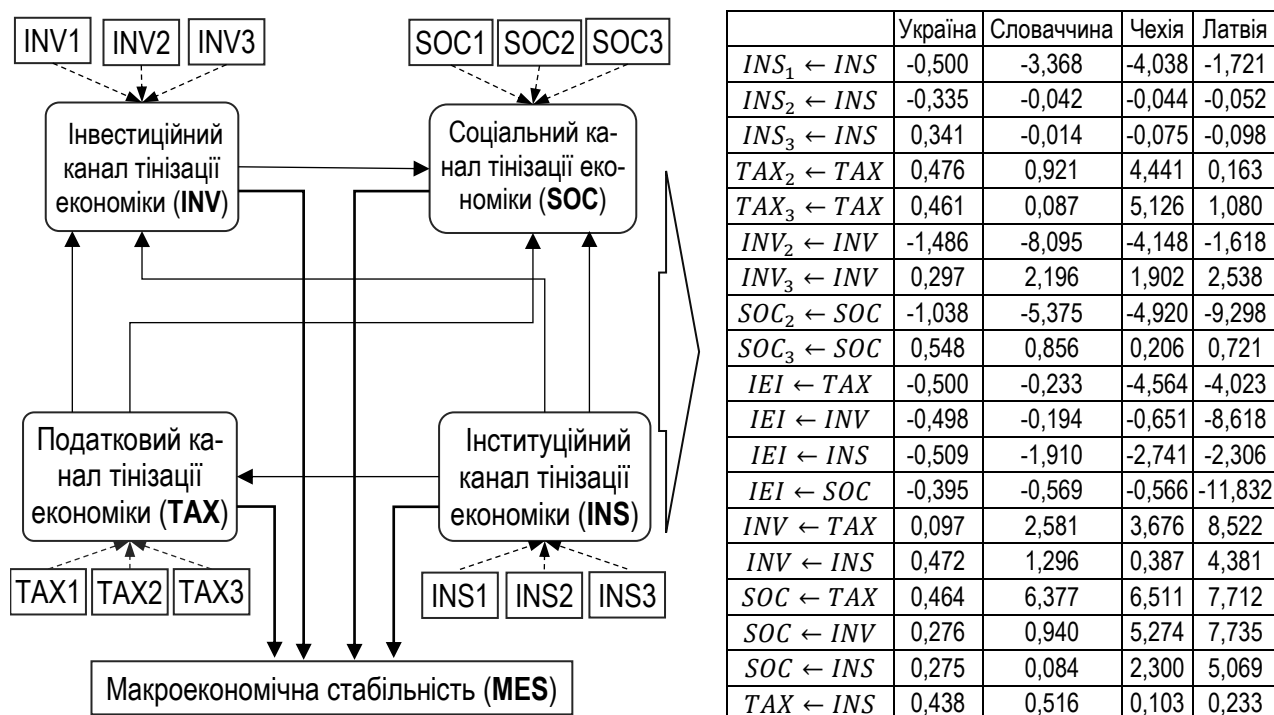 INV1 INV2 INV3 SOC1 SOC2 SOC3
Інвестиційний
канал тінізації
економіки (INV)
Соціальний ка-
нал тінізації еко-
номіки (SOC)
Податковий ка-
нал тінізації
економіки (TAX)
Інституційний
канал тінізації
економіки (INS)
TAX1 TAX2 TAX3 INS1 INS2 INS3
Макроекономічна стабільність (MES)
Україна Словаччина Чехія Латвія
INS₁ ← INS -0,500 -3,368 -4,038 -1,721
INS₂ ← INS -0,335 -0,042 -0,044 -0,052
INS₃ ← INS 0,341 -0,014 -0,075 -0,098
TAX₂ ← TAX 0,476 0,921 4,441 0,163
TAX₃ ← TAX 0,461 0,087 5,126 1,080
INV₂ ← INV -1,486 -8,095 -4,148 -1,618
INV₃ ← INV 0,297 2,196 1,902 2,538
SOC₂ ← SOC -1,038 -5,375 -4,920 -9,298
SOC₃ ← SOC 0,548 0,856 0,206 0,721
IEI ← TAX -0,500 -0,233 -4,564 -4,023
IEI ← INV -0,498 -0,194 -0,651 -8,618
IEI ← INS -0,509 -1,910 -2,741 -2,306
IEI ← SOC -0,395 -0,569 -0,566 -11,832
INV ← TAX 0,097 2,581 3,676 8,522
INV ← INS 0,472 1,296 0,387 4,381
SOC ← TAX 0,464 6,377 6,511 7,712
SOC ← INV 0,276 0,940 5,274 7,735
SOC ← INS 0,275 0,084 2,300 5,069
TAX ← INS 0,438 0,516 0,103 0,233